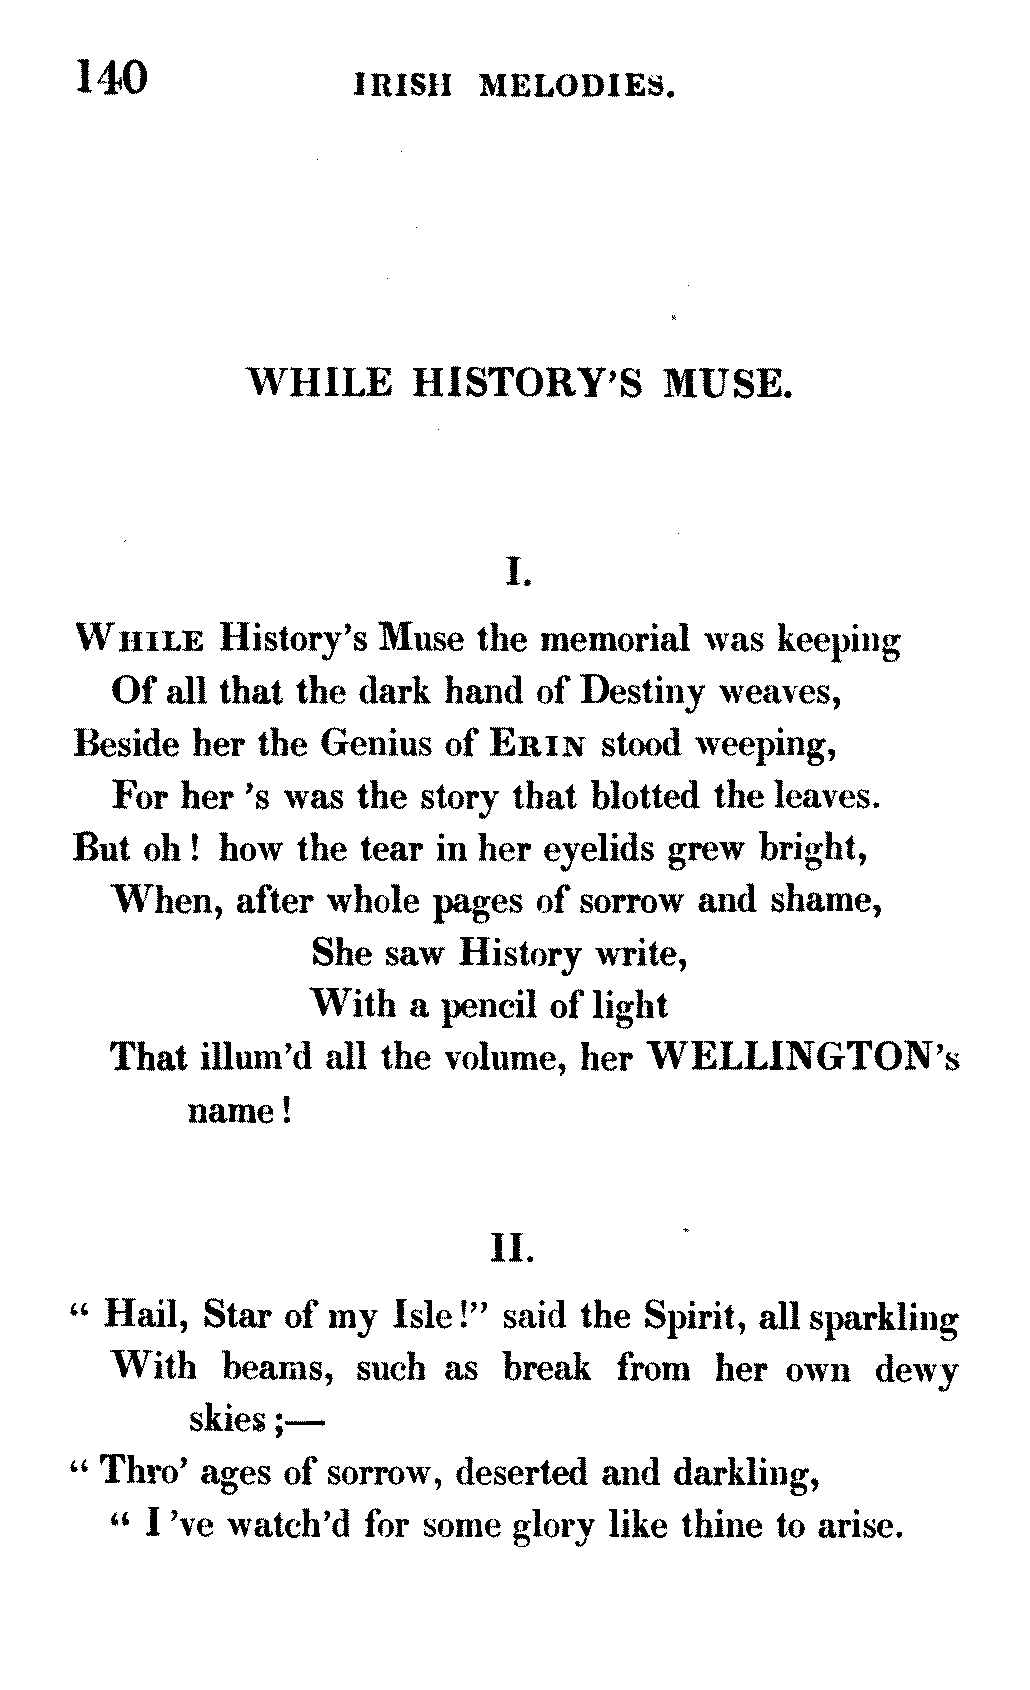 140 IRISH MELODIES.
WHILE HISTORY'S MUSE.
I.
WHILE History's Muse the memorial was keeping
Of all that the dark hand of Destiny weaves,
Beside her the Genius of ERIN stood weeping,
For her 's was the story that blotted the leaves.
But oh! how the tear in her eyelids grew bright,
When, after whole pages of sorrow and shame,
She saw History write,
With a pencil of light
That illum'd all the volume, her WELLINGTON's
name!
II.
“ Hail, Star of my Isle!” said the Spirit, all sparkling
With beams, such as break from her own dewy
skies;—
“ Thro' ages of sorrow, deserted and darkling,
“ I 've watch'd for some glory like thine to arise.